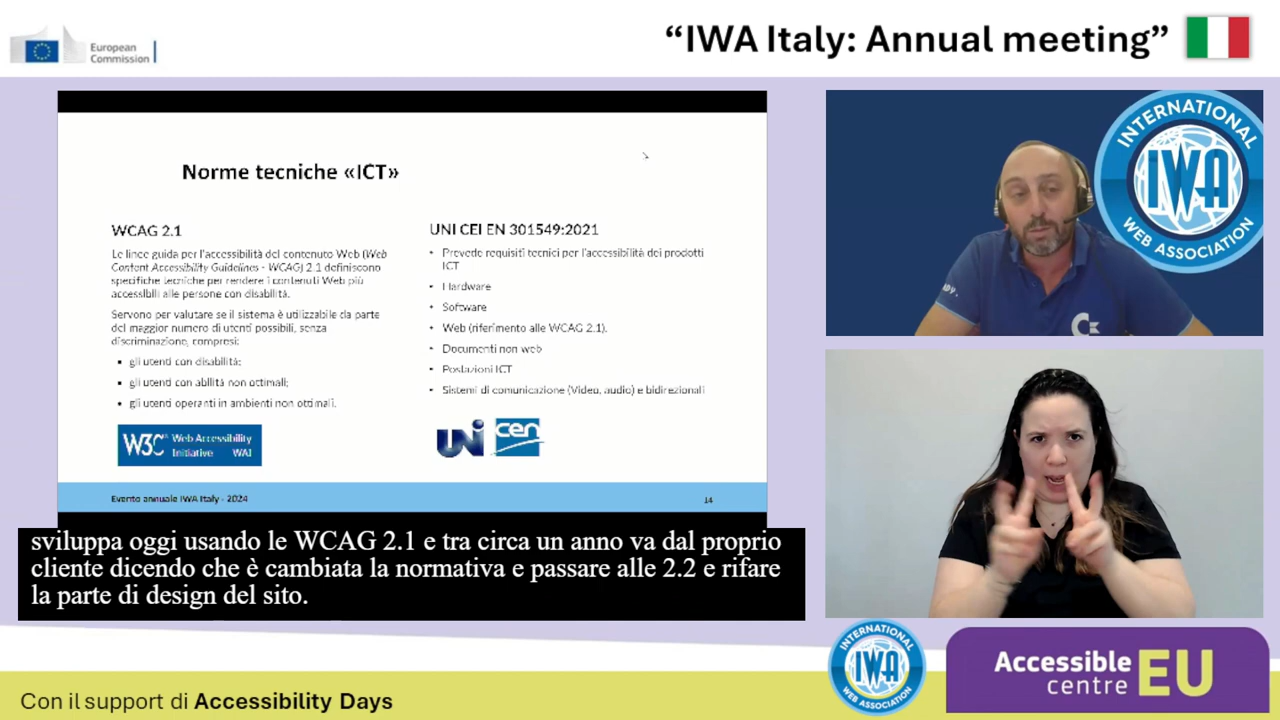 European
Commission
“IWA Italy: Annual meeting”
Norme tecniche «ICT»
WCAG 2.1
Le linee guida per l'accessibilità del contenuto Web (Web
Content Accessibility Guidelines - WCAG) 2.1 definiscono
specifiche tecniche per rendere i contenuti Web più
accessibili alle persone con disabilità.
Servono per valutare se il sistema è utilizzabile da parte
del maggior numero di utenti possibili, senza
discriminazione, compresi:
• gli utenti con disabilità;
• gli utenti con abilità non ottimali;
• gli utenti operanti in ambienti non ottimali.
W3C® Web Accessibility
Initiative WAI
UNI CEI EN 301549:2021
• Prevede requisiti tecnici per l'accessibilità dei prodotti
ICT
• Hardware
• Software
• Web (riferimento alle WCAG 2.1).
• Documenti non web
• Postazioni ICT
• Sistemi di comunicazione (Video, audio) e bidirezionali
UNI
cen
Evento annuale IWA Italy - 2024
14
INTERNATIONAL
IWA
WEB ASSOCIATION
sviluppa oggi usando le WCAG 2.1 e tra circa un anno va dal proprio
cliente dicendo che è cambiata la normativa e passare alle 2.2 e rifare
la parte di design del sito.
INTERNATIONAL
IWA
WEB ASSOCIATION
Accessible
centre
EU
Con il support di Accessibility Days